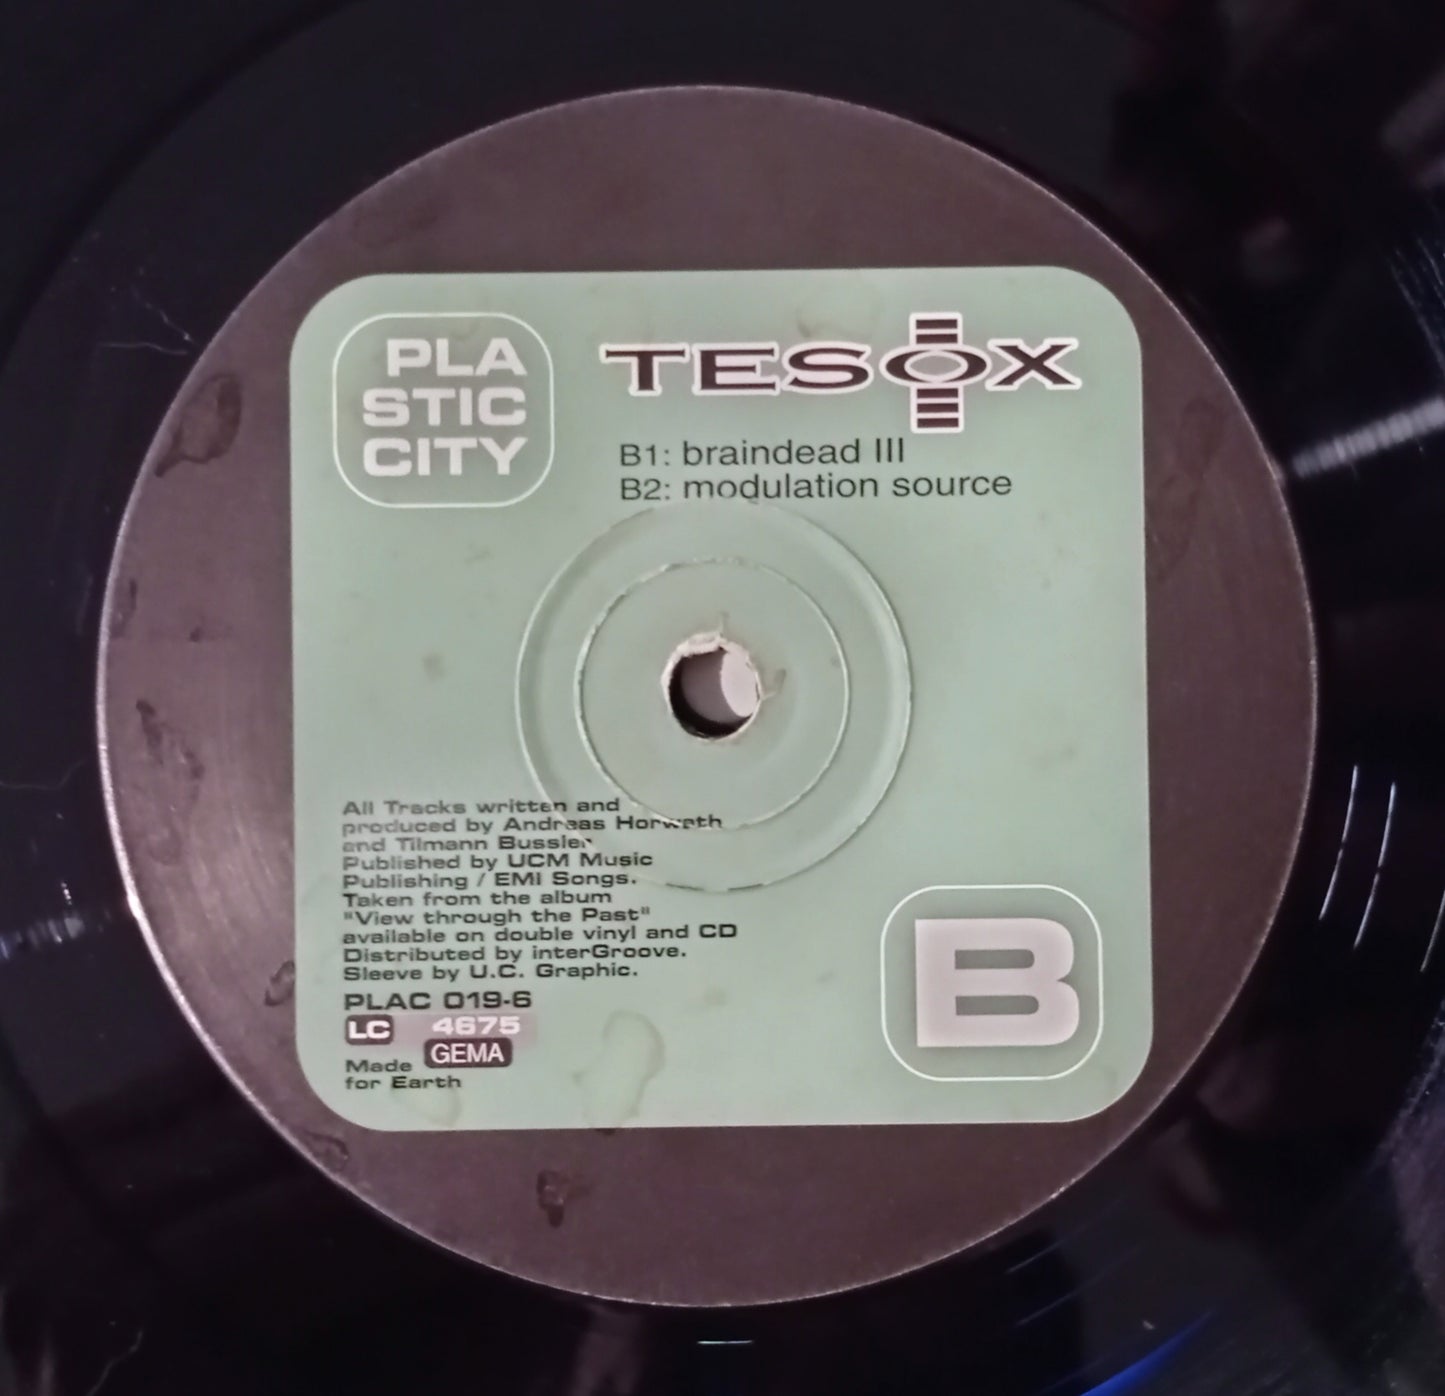 PLA
STIC
CITY
TESOX
B1: braindead III
B2: modulation source
All Tracks written and
produced by Andreas Horwath
and Tilmann Bussler
Published by UCM Music
Publishing / EMI Songs.
Taken from the album
"View through the Past"
available on double vinyl and CD
Distributed by interGroove.
Sleeve by U.C. Graphic.
PLAC 019-6
LC 4675
GEMA
Made
for Earth
B